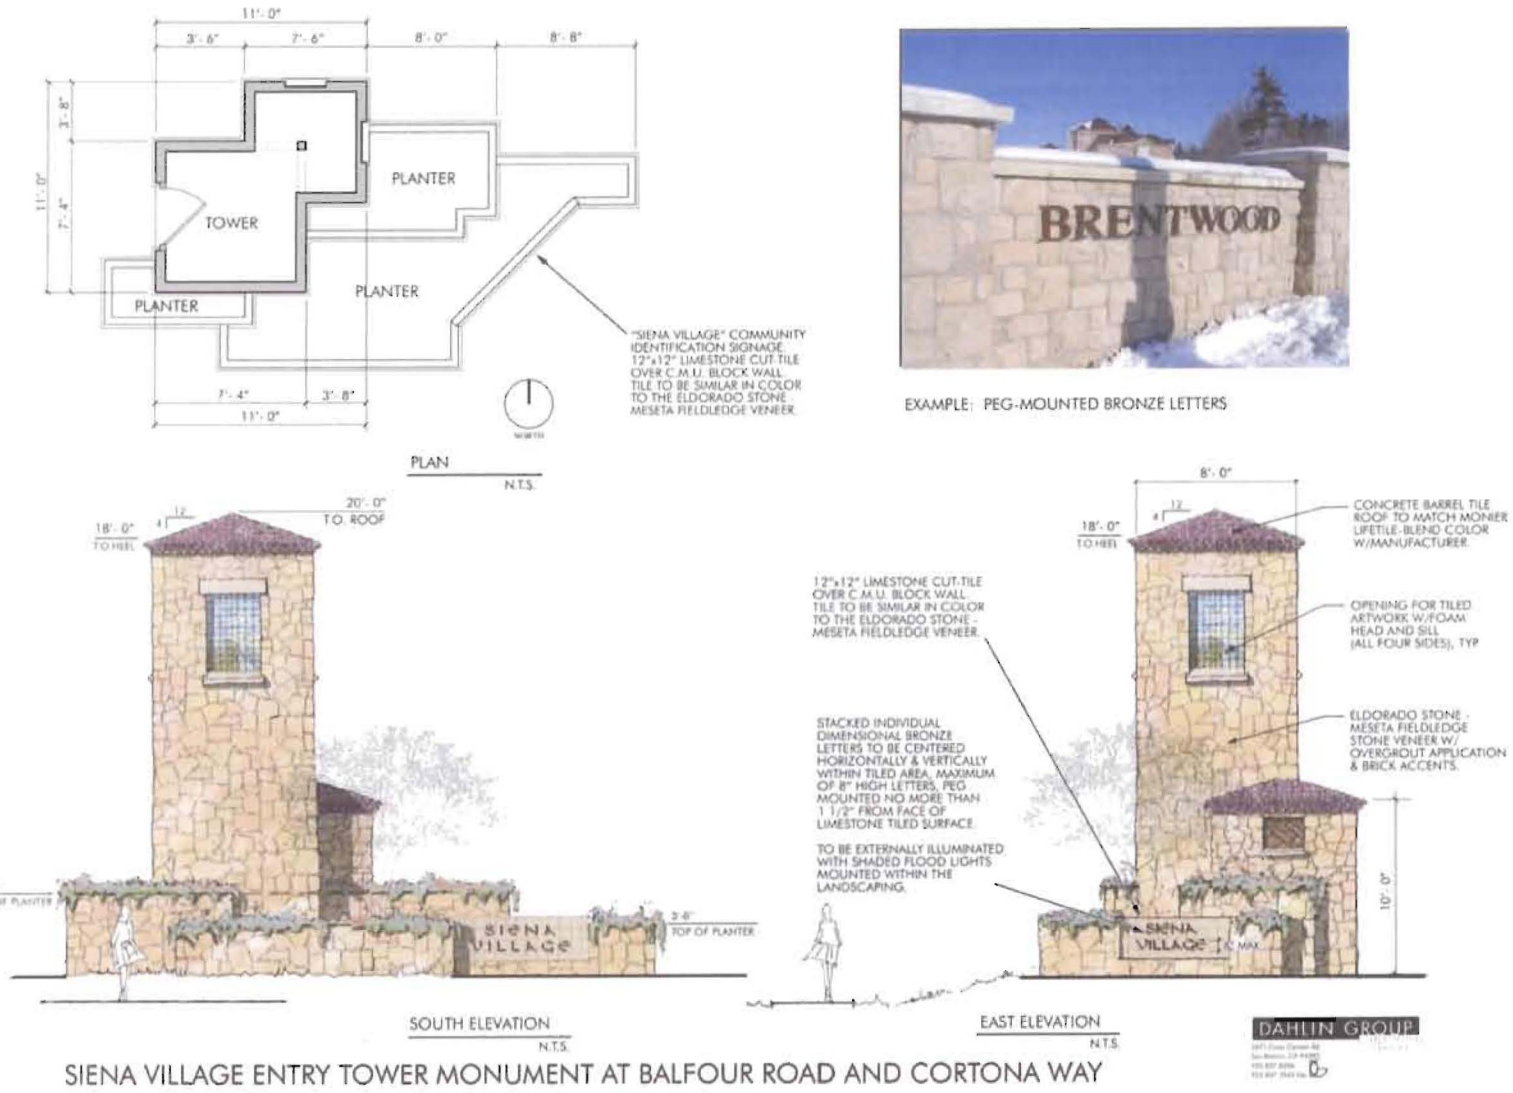 11'- 0"
3'- 6"
7'- 6"
8'- 0"
8'- 8"
3'- 8"
11'- 0"
7'- 4"
PLANTER
TOWER
PLANTER
PLANTER
7'- 4"
3'- 8"
11'- 0"
NORTH
"SIENA VILLAGE" COMMUNITY
IDENTIFICATION SIGNAGE.
12"x12" LIMESTONE CUT-TILE
OVER C.M.U. BLOCK WALL.
TILE TO BE SIMILAR IN COLOR
TO THE ELDORADO STONE -
MESETA FIELDLEDGE VENEER.
PLAN
N.T.S.
BRENTWOOD
EXAMPLE: PEG-MOUNTED BRONZE LETTERS
18'- 0"
TO HEEL
12
4
20'- 0"
T.O. ROOF
OF PLANTER
SIENA
VILLAGE
3'-6"
TOP OF PLANTER
SOUTH ELEVATION
N.T.S.
8'- 0"
12
4
18'- 0"
TO HEEL
12"x12" LIMESTONE CUT-TILE
OVER C.M.U. BLOCK WALL.
TILE TO BE SIMILAR IN COLOR
TO THE ELDORADO STONE -
MESETA FIELDLEDGE VENEER.
STACKED INDIVIDUAL
DIMENSIONAL BRONZE
LETTERS TO BE CENTERED
HORIZONTALLY & VERTICALLY
WITHIN TILED AREA, MAXIMUM
OF 8" HIGH LETTERS, PEG
MOUNTED NO MORE THAN
1 1/2" FROM FACE OF
LIMESTONE TILED SURFACE.
TO BE EXTERNALLY ILLUMINATED
WITH SHADED FLOOD LIGHTS
MOUNTED WITHIN THE
LANDSCAPING.
CONCRETE BARREL TILE
ROOF TO MATCH MONIER
LIFETILE-BLEND COLOR
W/MANUFACTURER
OPENING FOR TILED
ARTWORK W/FOAM
HEAD AND SILL
(ALL FOUR SIDES), TYP
ELDORADO STONE -
MESETA FIELDLEDGE
STONE VENEER W/
OVERGROUT APPLICATION
& BRICK ACCENTS.
10'- 0"
SIENA
VILLAGE
MAX
EAST ELEVATION
N.T.S.
DAHLIN GROUP
SIENA VILLAGE ENTRY TOWER MONUMENT AT BALFOUR ROAD AND CORTONA WAY